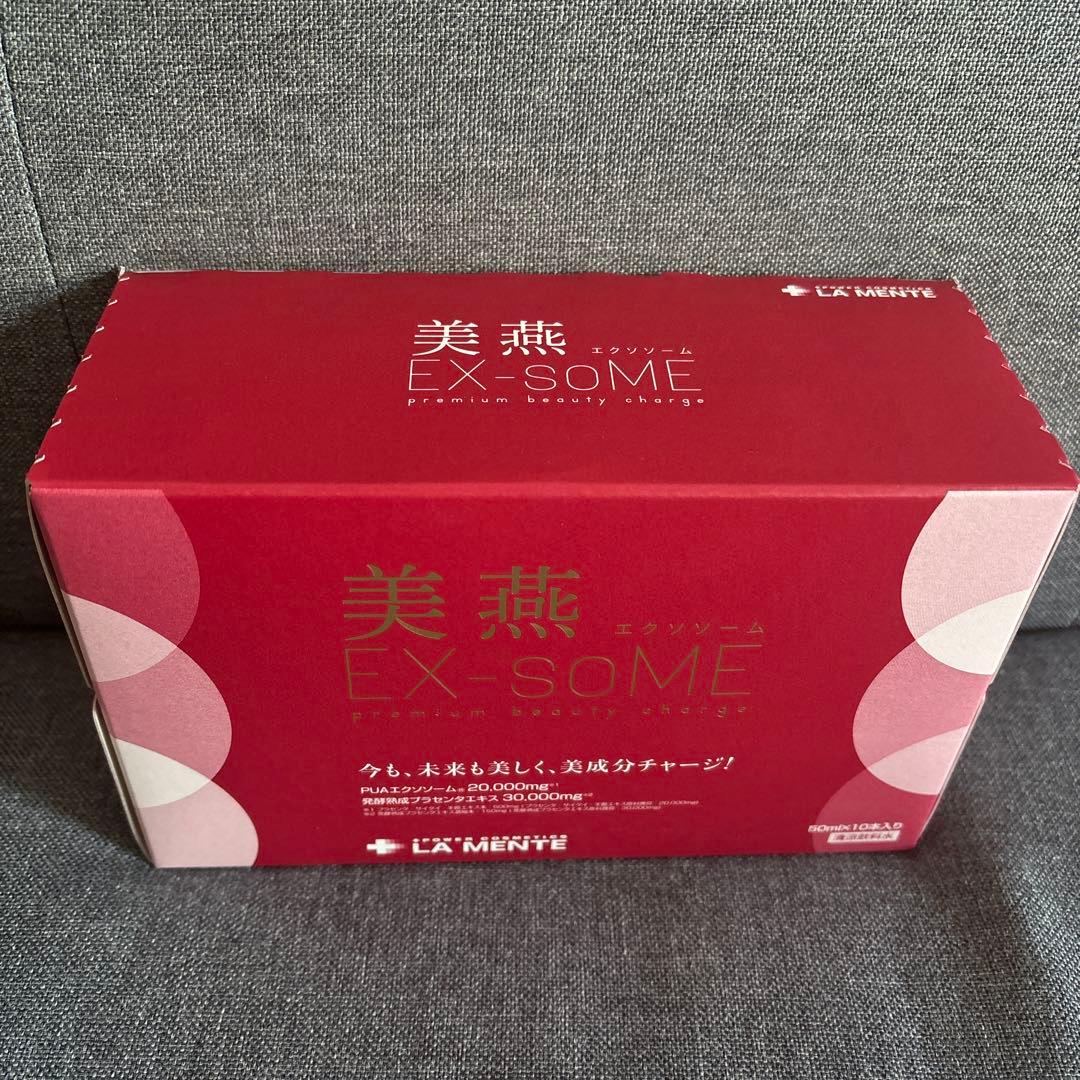 +POWER COSMETICS
LA MENTE
美燕 エクソソーム
EX-soME
premium beauty charge
美燕 エクソソーム
EX-soME
premium beauty charge
今も、未来も美しく、美成分チャージ!
PUAエクソソーム® 20,000mg※1
発酵熟成プラセンタエキス 30,000mg※2
LA MENTE
50ml×10本入り
清涼飲料水